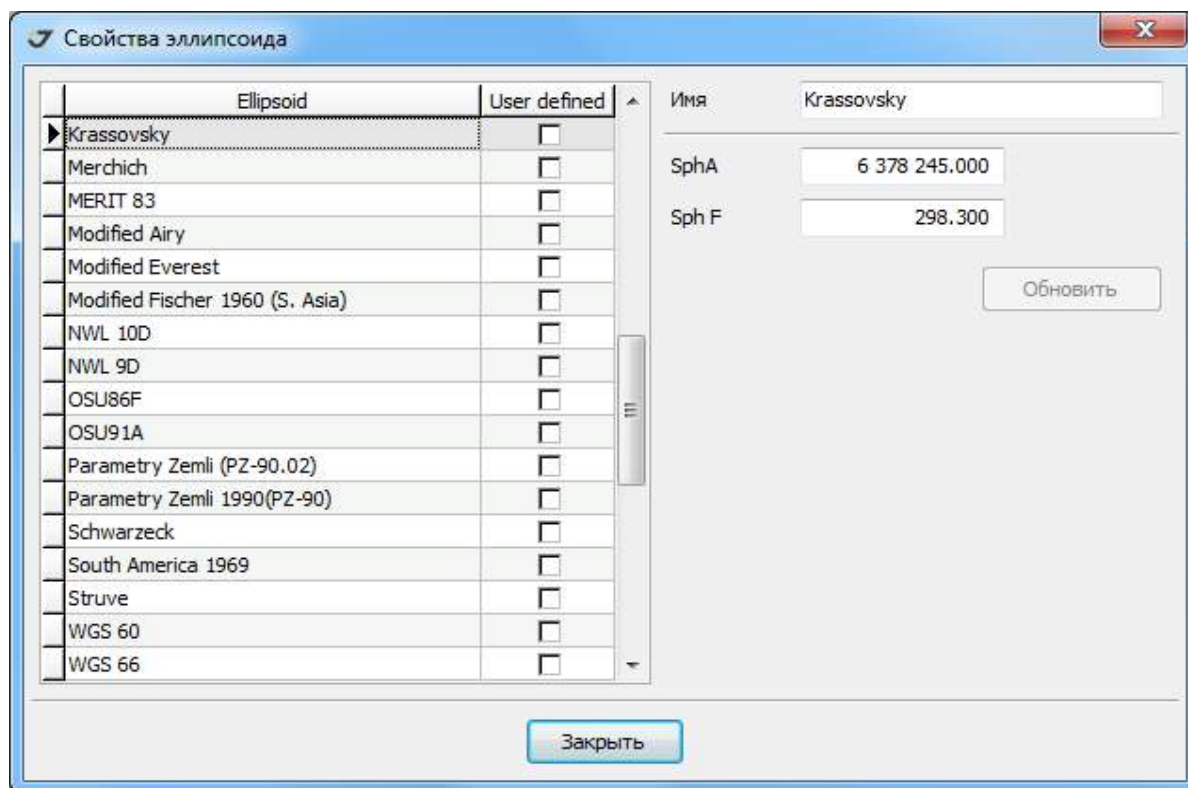 Свойства эллипсоида
Ellipsoid User defined
Krassovsky
Merchich
MERIT 83
Modified Airy
Modified Everest
Modified Fischer 1960 (S. Asia)
NWL 10D
NWL 9D
OSU86F
OSU91A
Parametry Zemli (PZ-90.02)
Parametry Zemli 1990(PZ-90)
Schwarzeck
South America 1969
Struve
WGS 60
WGS 66
Имя Krassovsky
SphA 6 378 245.000
Sph F 298.300
Обновить
Закрыть